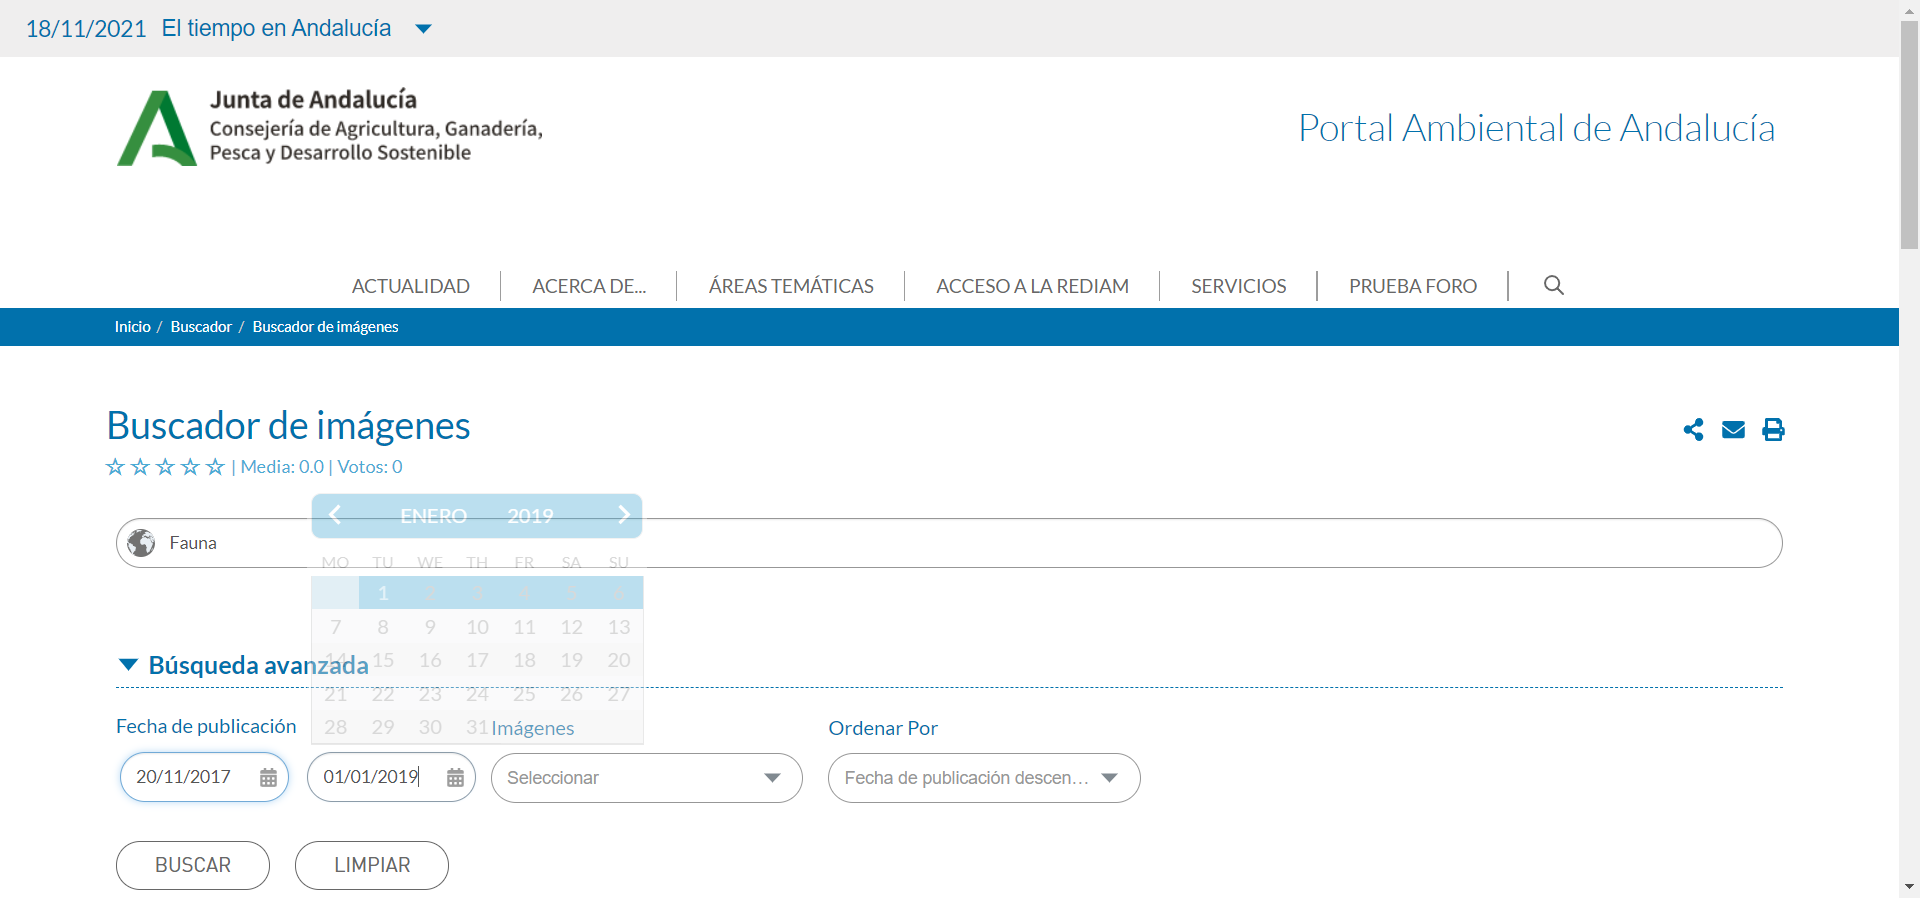 18/11/2021 El tiempo en Andalucía
Junta de Andalucía
Consejería de Agricultura, Ganadería,
Pesca y Desarrollo Sostenible
Portal Ambiental de Andalucía
ACTUALIDAD ACERCA DE... ÁREAS TEMÁTICAS ACCESO A LA REDIAM SERVICIOS PRUEBA FORO
Inicio / Buscador / Buscador de imágenes
Buscador de imágenes
| Media: 0.0 | Votos: 0
ENERO 2019
Fauna
MO TU WE TH FR SA SU
1 2 3 4 5 6
7 8 9 10 11 12 13
14 15 16 17 18 19 20
Búsqueda avanzada
21 22 23 24 25 26 27
28 29 30 31
Fecha de publicación
Imágenes
Ordenar Por
20/11/2017 01/01/2019 Seleccionar Fecha de publicación descen...
BUSCAR LIMPIAR